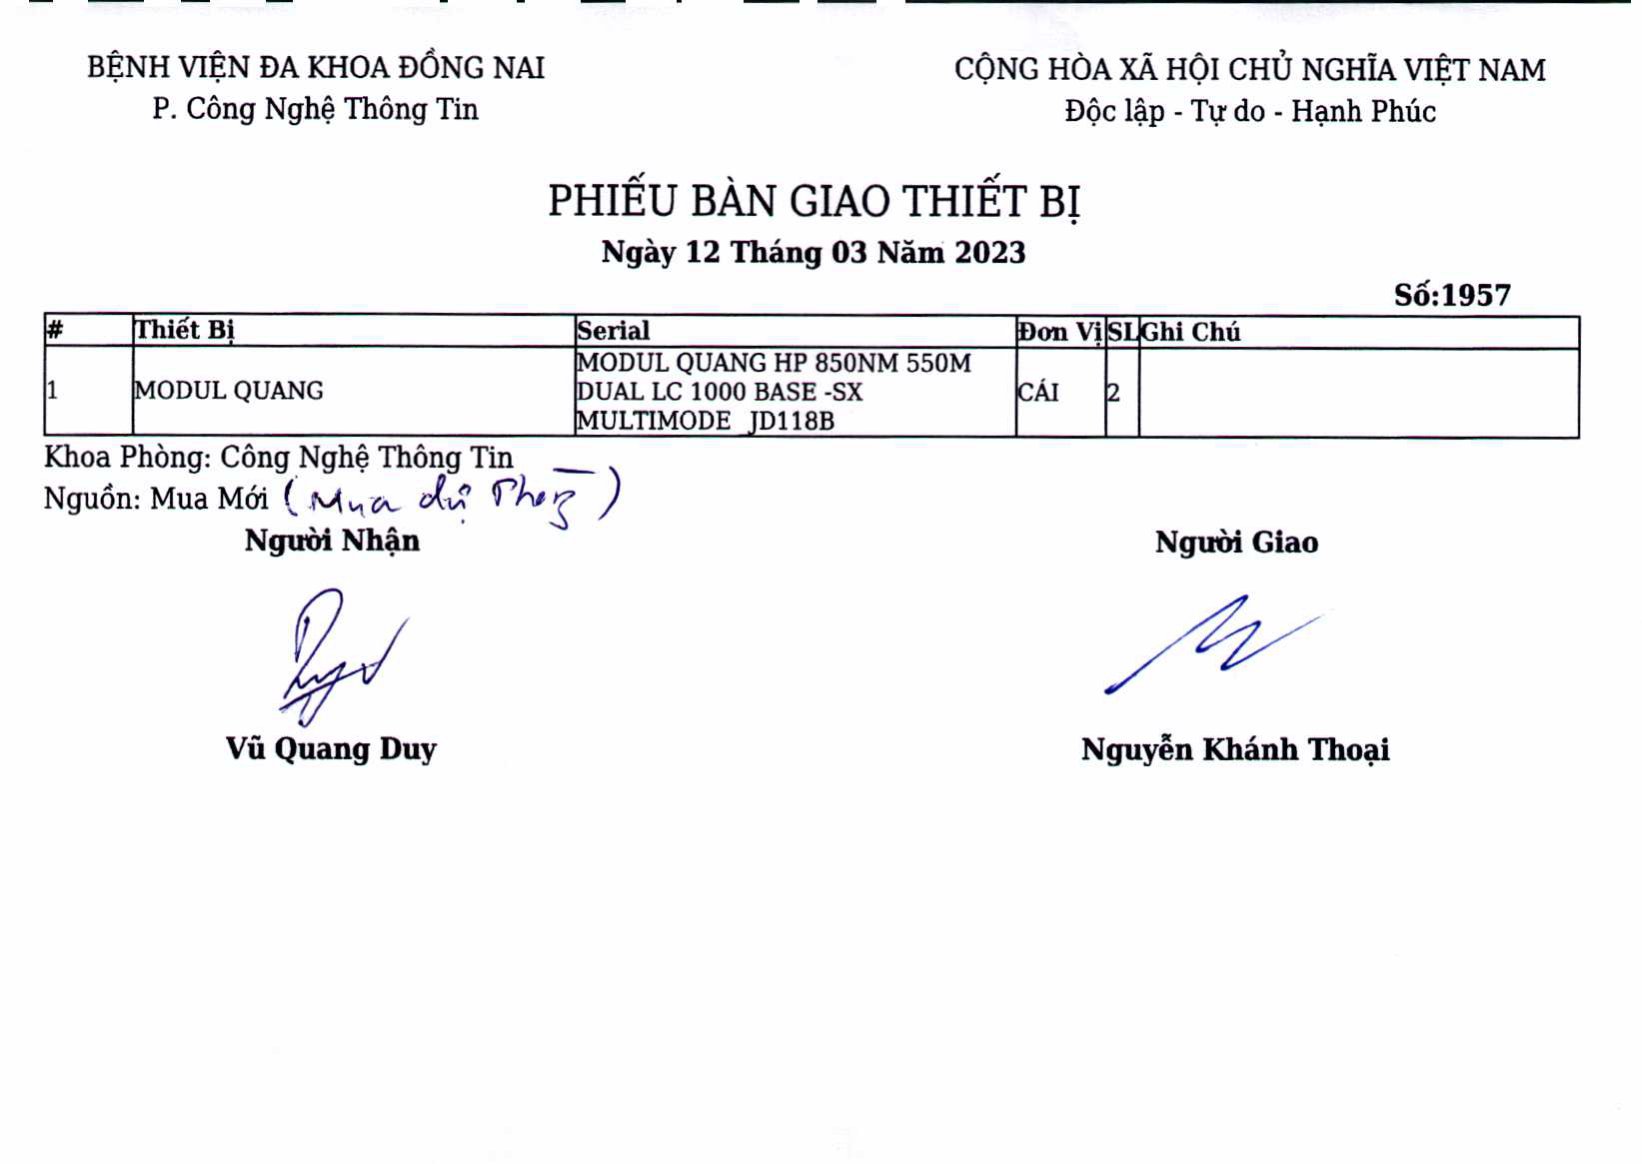 BỆNH VIỆN ĐA KHOA ĐỒNG NAI
P. Công Nghệ Thông Tin
CỘNG HÒA XÃ HỘI CHỦ NGHĨA VIỆT NAM
Độc lập - Tự do - Hạnh Phúc
PHIẾU BÀN GIAO THIẾT BỊ
Ngày 12 Tháng 03 Năm 2023
Số:1957
# Thiết Bị Serial Đơn Vị SL Ghi Chú
1 MODUL QUANG MODUL QUANG HP 850NM 550M DUAL LC 1000 BASE -SX MULTIMODE _JD118B CÁI 2
Khoa Phòng: Công Nghệ Thông Tin
Nguồn: Mua Mới (Mua dự Phòng)
Người Nhận Người Giao
Vũ Quang Duy Nguyễn Khánh Thoại